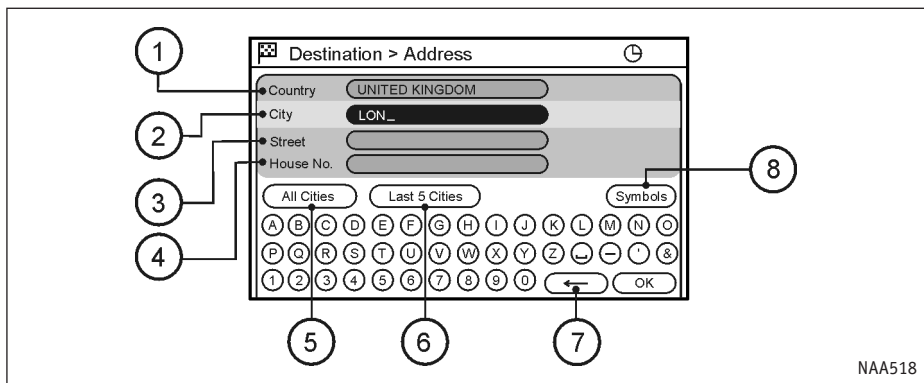 Destination > Address
1
Country UNITED KINGDOM
2
City LON_
3
Street
4
House No.
8
All Cities Last 5 Cities Symbols
A B C D E F G H I J K L M N O
P Q R S T U V W X Y Z ␣ – ' &
1 2 3 4 5 6 7 8 9 0 ← OK
5 6 7
NAA518